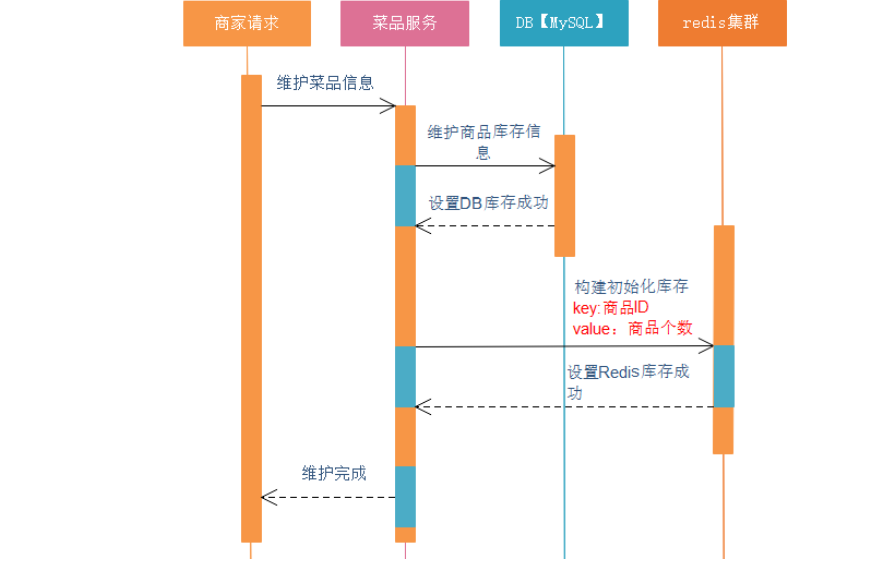 商家请求
菜品服务
DB【MySQL】
redis集群
维护菜品信息
维护商品库存信
息
设置DB库存成功
构建初始化库存
key:商品ID
value：商品个数
设置Redis库存成
功
维护完成